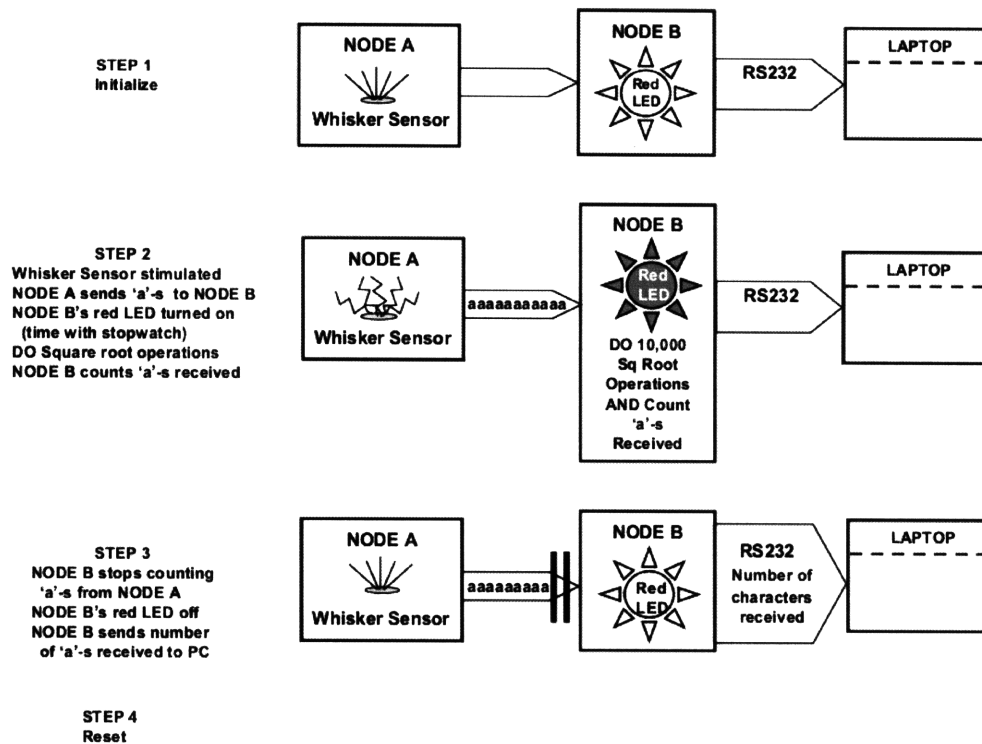 STEP 1
Initialize
NODE A
Whisker Sensor
NODE B
Red
LED
RS232
LAPTOP
STEP 2
Whisker Sensor stimulated
NODE A sends 'a'-s to NODE B
NODE B's red LED turned on
(time with stopwatch)
DO Square root operations
NODE B counts 'a'-s received
NODE A
Whisker Sensor
aaaaaaaaaaa
NODE B
Red
LED
DO 10,000
Sq Root
Operations
AND Count
'a'-s
Received
RS232
LAPTOP
STEP 3
NODE B stops counting
'a'-s from NODE A
NODE B's red LED off
NODE B sends number
of 'a'-s received to PC
NODE A
Whisker Sensor
aaaaaaaaa
NODE B
Red
LED
RS232
Number of
characters
received
LAPTOP
STEP 4
Reset